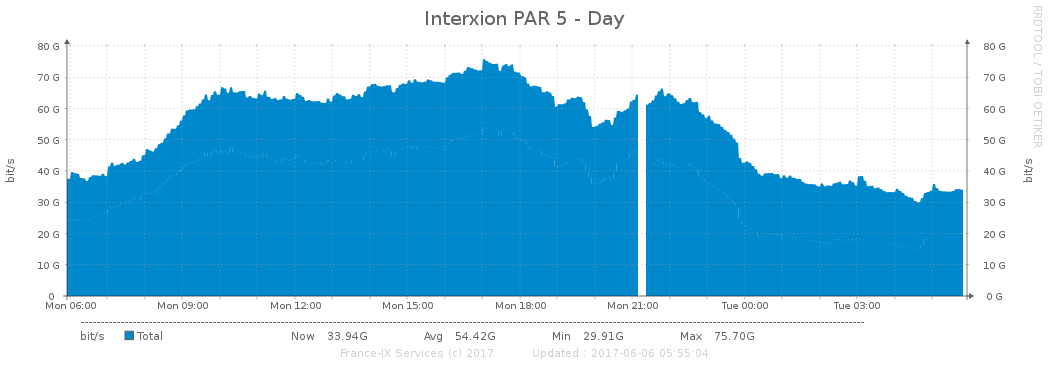 Interxion PAR 5 - Day
RRDTOOL / TOBI OETIKER
80 G 80 G
70 G 70 G
60 G 60 G
50 G 50 G
40 G 40 G
30 G 30 G
20 G 20 G
10 G 10 G
0 0 G
bit/s bit/s
Mon 06:00 Mon 09:00 Mon 12:00 Mon 15:00 Mon 18:00 Mon 21:00 Tue 00:00 Tue 03:00
bit/s Total Now 33.94G Avg 54.42G Min 29.91G Max 75.70G
France-IX Services (c) 2017 Updated : 2017-06-06 05:55:04